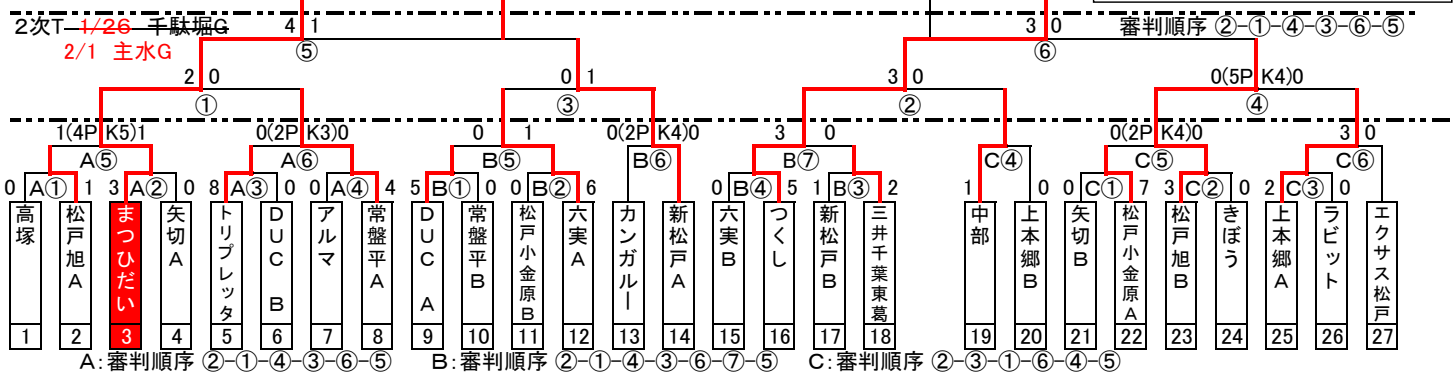 2次T 1/26 千駄堀G 4 1 3 0 審判順序 ②-①-④-③-⑥-⑤
2/1 主水G ⑤ ⑥
2 0 0 1 3 0 0(5P K4)0
① ③ ② ④
1(4P K5)1 0(2P K3)0 0 1 0(2P K4)0 3 0 0(2P K4)0 3 0
A⑤ A⑥ B⑤ B⑥ B⑦ C④ C⑤ C⑥
0 A① 1 3 A② 0 8 A③ 0 0 A④ 4 5 B① 0 0 B② 6 0 B④ 5 1 B③ 2 1 0 0 C① 7 3 C② 0 2 C③ 0
高塚
松戸旭A
まつひだい
矢切A
トリプレッタ
DUC B
アルマ
常盤平A
DUC A
常盤平B
松戸小金原B
六実A
カンガルー
新松戸A
六実B
つくし
新松戸B
三井千葉東葛
中部
上本郷B
矢切B
松戸小金原A
松戸旭B
きぼう
上本郷A
ラビット
エクサス松戸
1 2 3 4 5 6 7 8 9 10 11 12 13 14 15 16 17 18 19 20 21 22 23 24 25 26 27
A:審判順序 ②-①-④-③-⑥-⑤ B:審判順序 ②-①-④-③-⑥-⑦-⑤ C:審判順序 ②-③-①-⑥-④-⑤